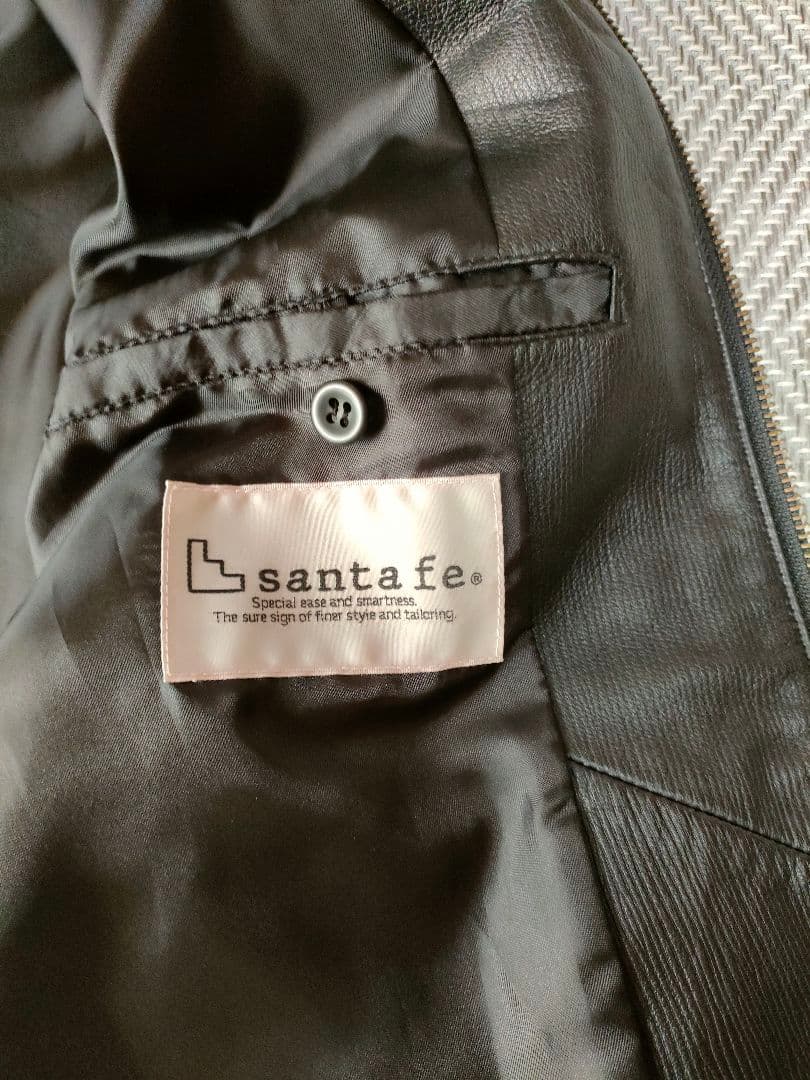 santa fe®
Special ease and smartness.
The sure sign of finer style and tailoring.